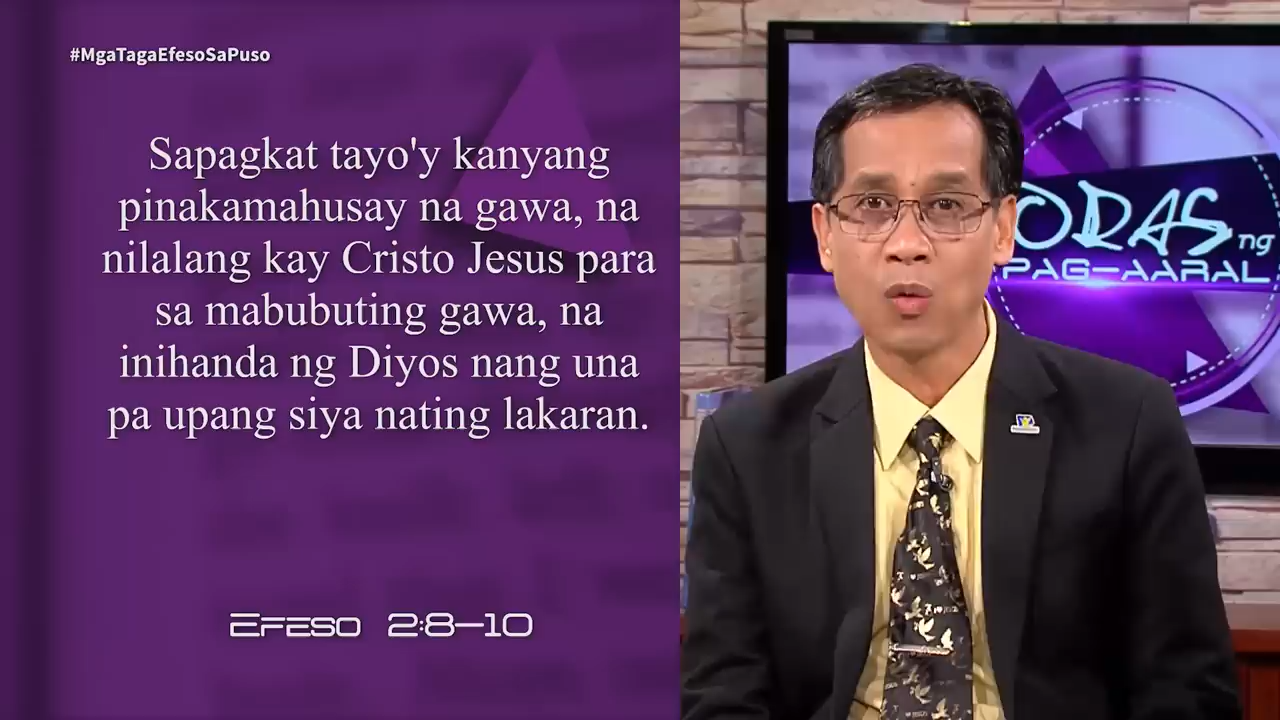 #MgaTagaEfesoSaPuso
Sapagkat tayo'y kanyang
pinakamahusay na gawa, na
nilalang kay Cristo Jesus para
sa mabubuting gawa, na
inihanda ng Diyos nang una
pa upang siya nating lakaran.
Efeso 2:8-10
ORAS ng
PAG-AARAL